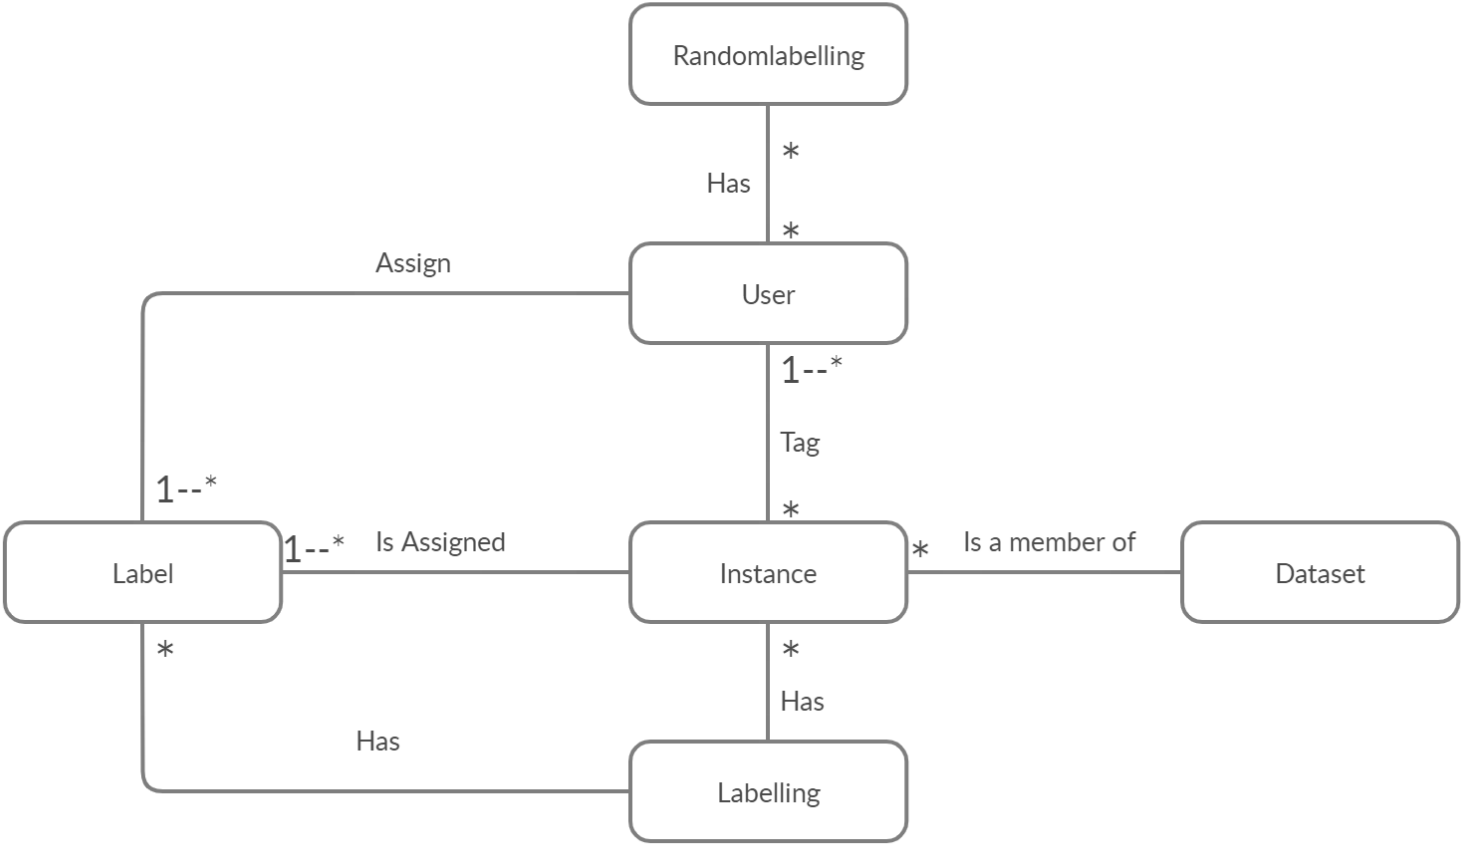 Randomlabelling
*
Has
*
Assign
User
1--*
Tag
1--*
*
1--*
Is Assigned
*
Is a member of
Label
Instance
Dataset
*
*
Has
Has
Labelling